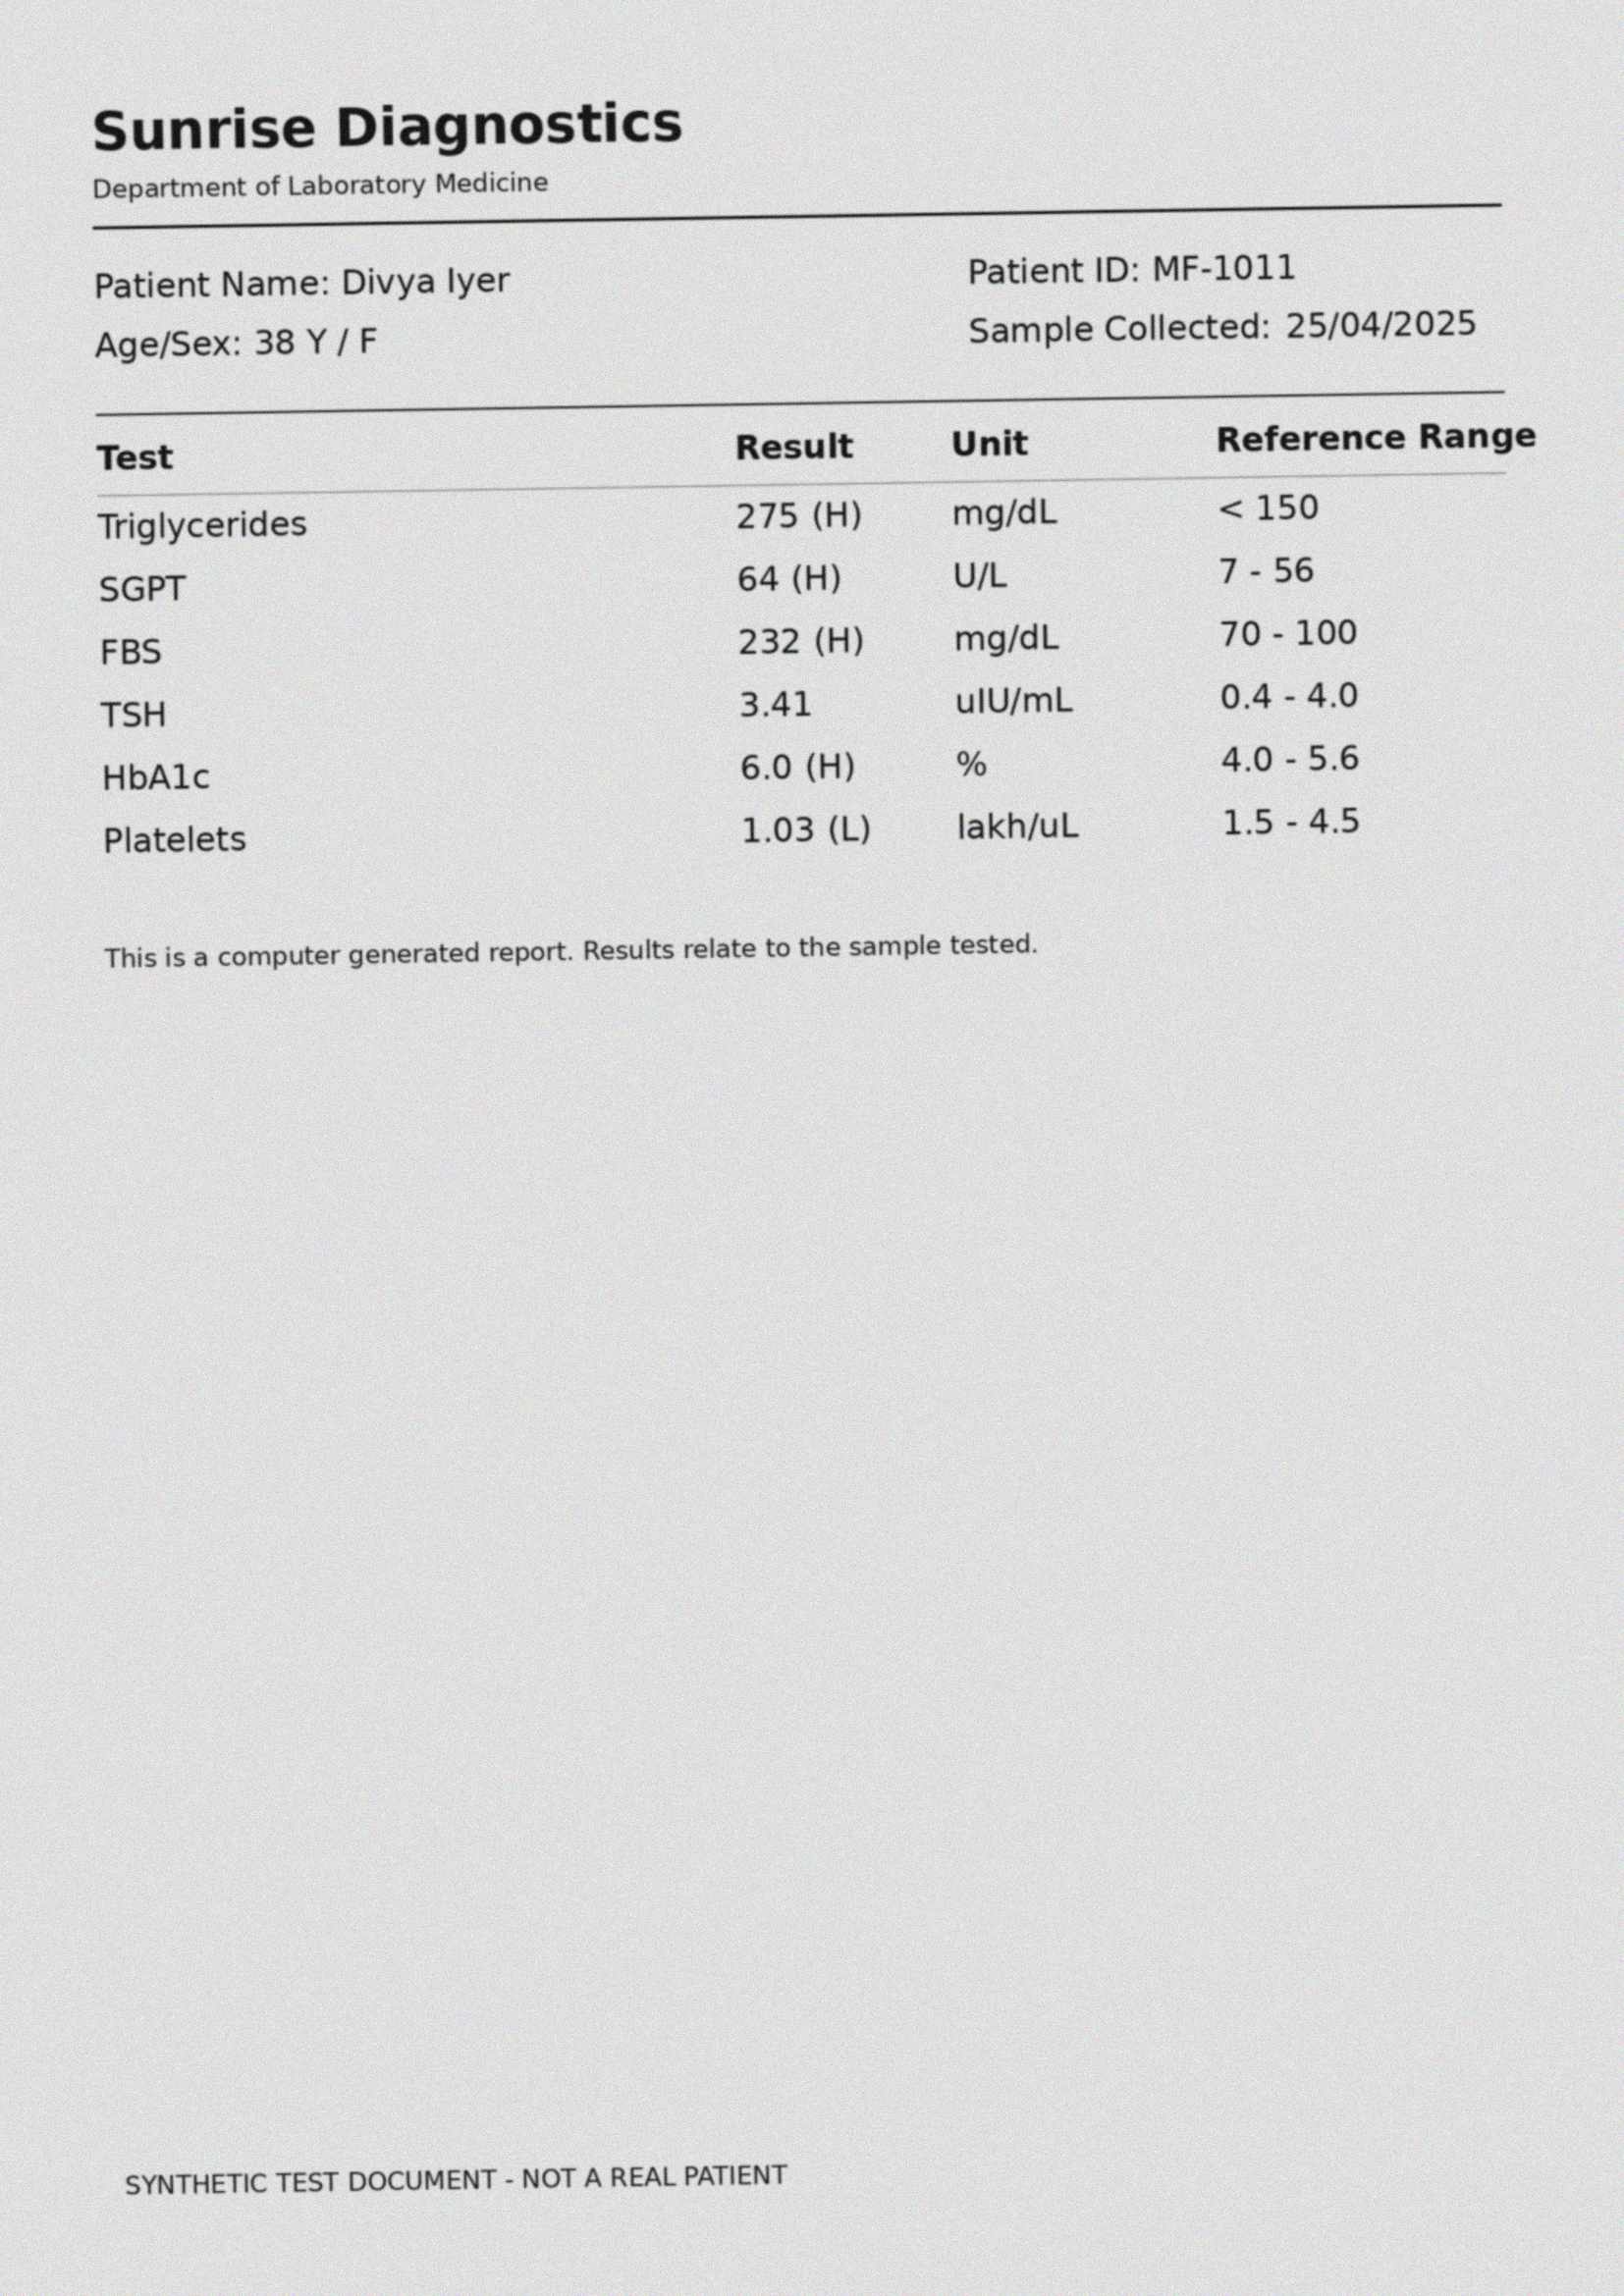 Sunrise Diagnostics
Department of Laboratory Medicine
Patient Name: Divya Iyer Patient ID: MF-1011
Age/Sex: 38 Y / F Sample Collected: 25/04/2025
Test Result Unit Reference Range
Triglycerides 275 (H) mg/dL < 150
SGPT 64 (H) U/L 7 - 56
FBS 232 (H) mg/dL 70 - 100
TSH 3.41 uIU/mL 0.4 - 4.0
HbA1c 6.0 (H) % 4.0 - 5.6
Platelets 1.03 (L) lakh/uL 1.5 - 4.5
This is a computer generated report. Results relate to the sample tested.
SYNTHETIC TEST DOCUMENT - NOT A REAL PATIENT